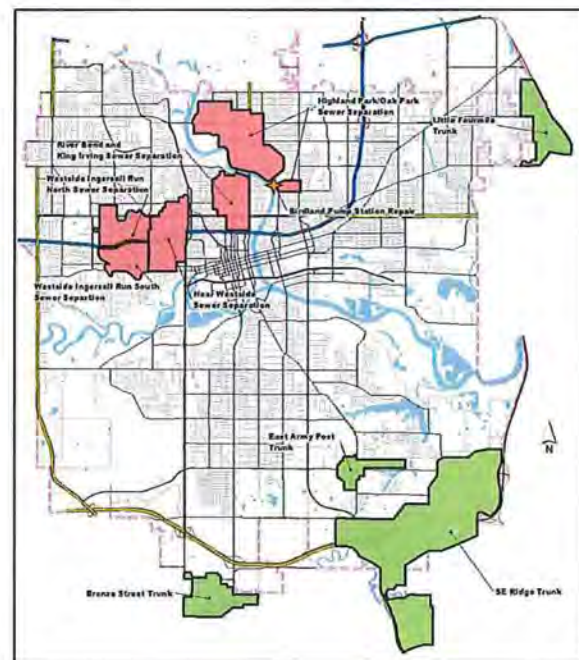 Highland Park/Oak Park
Sewer Separation
Little Fourmile
Trunk
River Bend and
King Irving Sewer Separation
Westside Ingersoll Run
North Sewer Separation
Birdland Pump Station Repair
Westside Ingersoll Run South
Sewer Separtion
Near Westside
Sewer Separation
East Army Post
Trunk
N
SE Ridge Trunk
Bronze Street Trunk